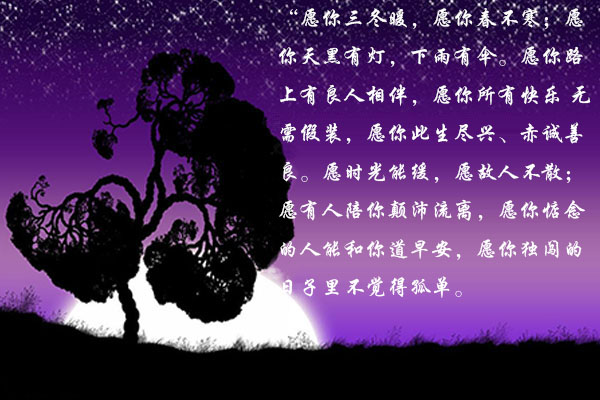 “愿你三冬暖，愿你春不寒；愿
你天黑有灯，下雨有伞。愿你路
上有良人相伴，愿你所有快乐 无
需假装，愿你此生尽兴、赤诚善
良。愿时光能缓，愿故人不散；
愿有人陪你颠沛流离，愿你惦念
的人能和你道早安，愿你独闯的
日子里不觉得孤单。